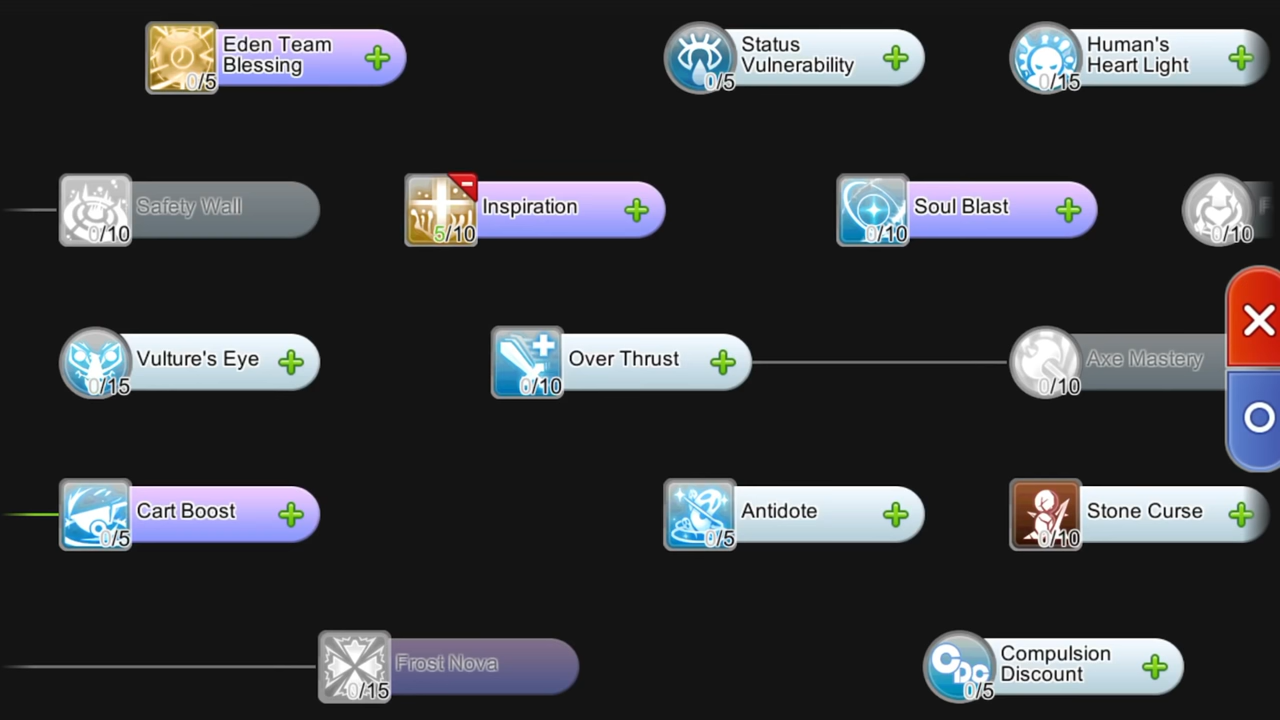 Eden Team
Blessing
0/5
Status
Vulnerability
0/5
Human's
Heart Light
0/15
Safety Wall
0/10
Inspiration
5/10
Soul Blast
0/10
0/10
Vulture's Eye
0/15
Over Thrust
0/10
Axe Mastery
0/10
Cart Boost
0/5
Antidote
0/5
Stone Curse
0/10
Frost Nova
0/15
Compulsion
Discount
CDC
0/5